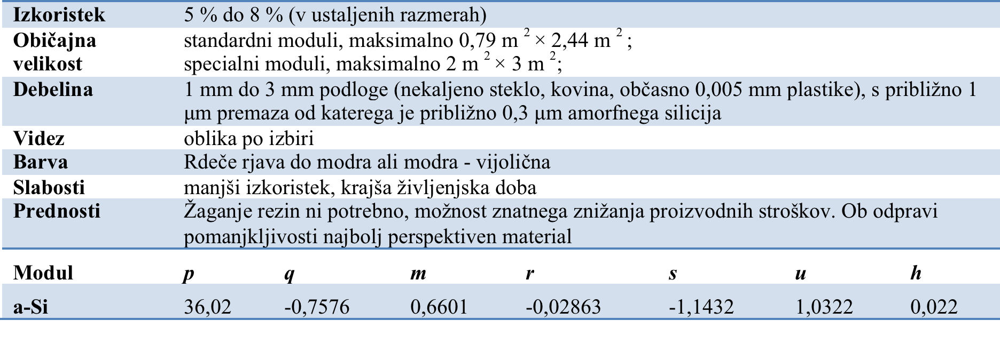 Izkoristek 5 % do 8 % (v ustaljenih razmerah)
Običajna standardni moduli, maksimalno 0,79 m ² × 2,44 m ² ;
velikost specialni moduli, maksimalno 2 m ² × 3 m ²;
Debelina 1 mm do 3 mm podloge (nekaljeno steklo, kovina, občasno 0,005 mm plastike), s približno 1
μm premaza od katerega je približno 0,3 μm amorfnega silicija
Videz oblika po izbiri
Barva Rdeče rjava do modra ali modra - vijolična
Slabosti manjši izkoristek, krajša življenjska doba
Prednosti Žaganje rezin ni potrebno, možnost znatnega znižanja proizvodnih stroškov. Ob odpravi
pomanjkljivosti najbolj perspektiven material
Modul p q m r s u h
a-Si 36,02 -0,7576 0,6601 -0,02863 -1,1432 1,0322 0,022